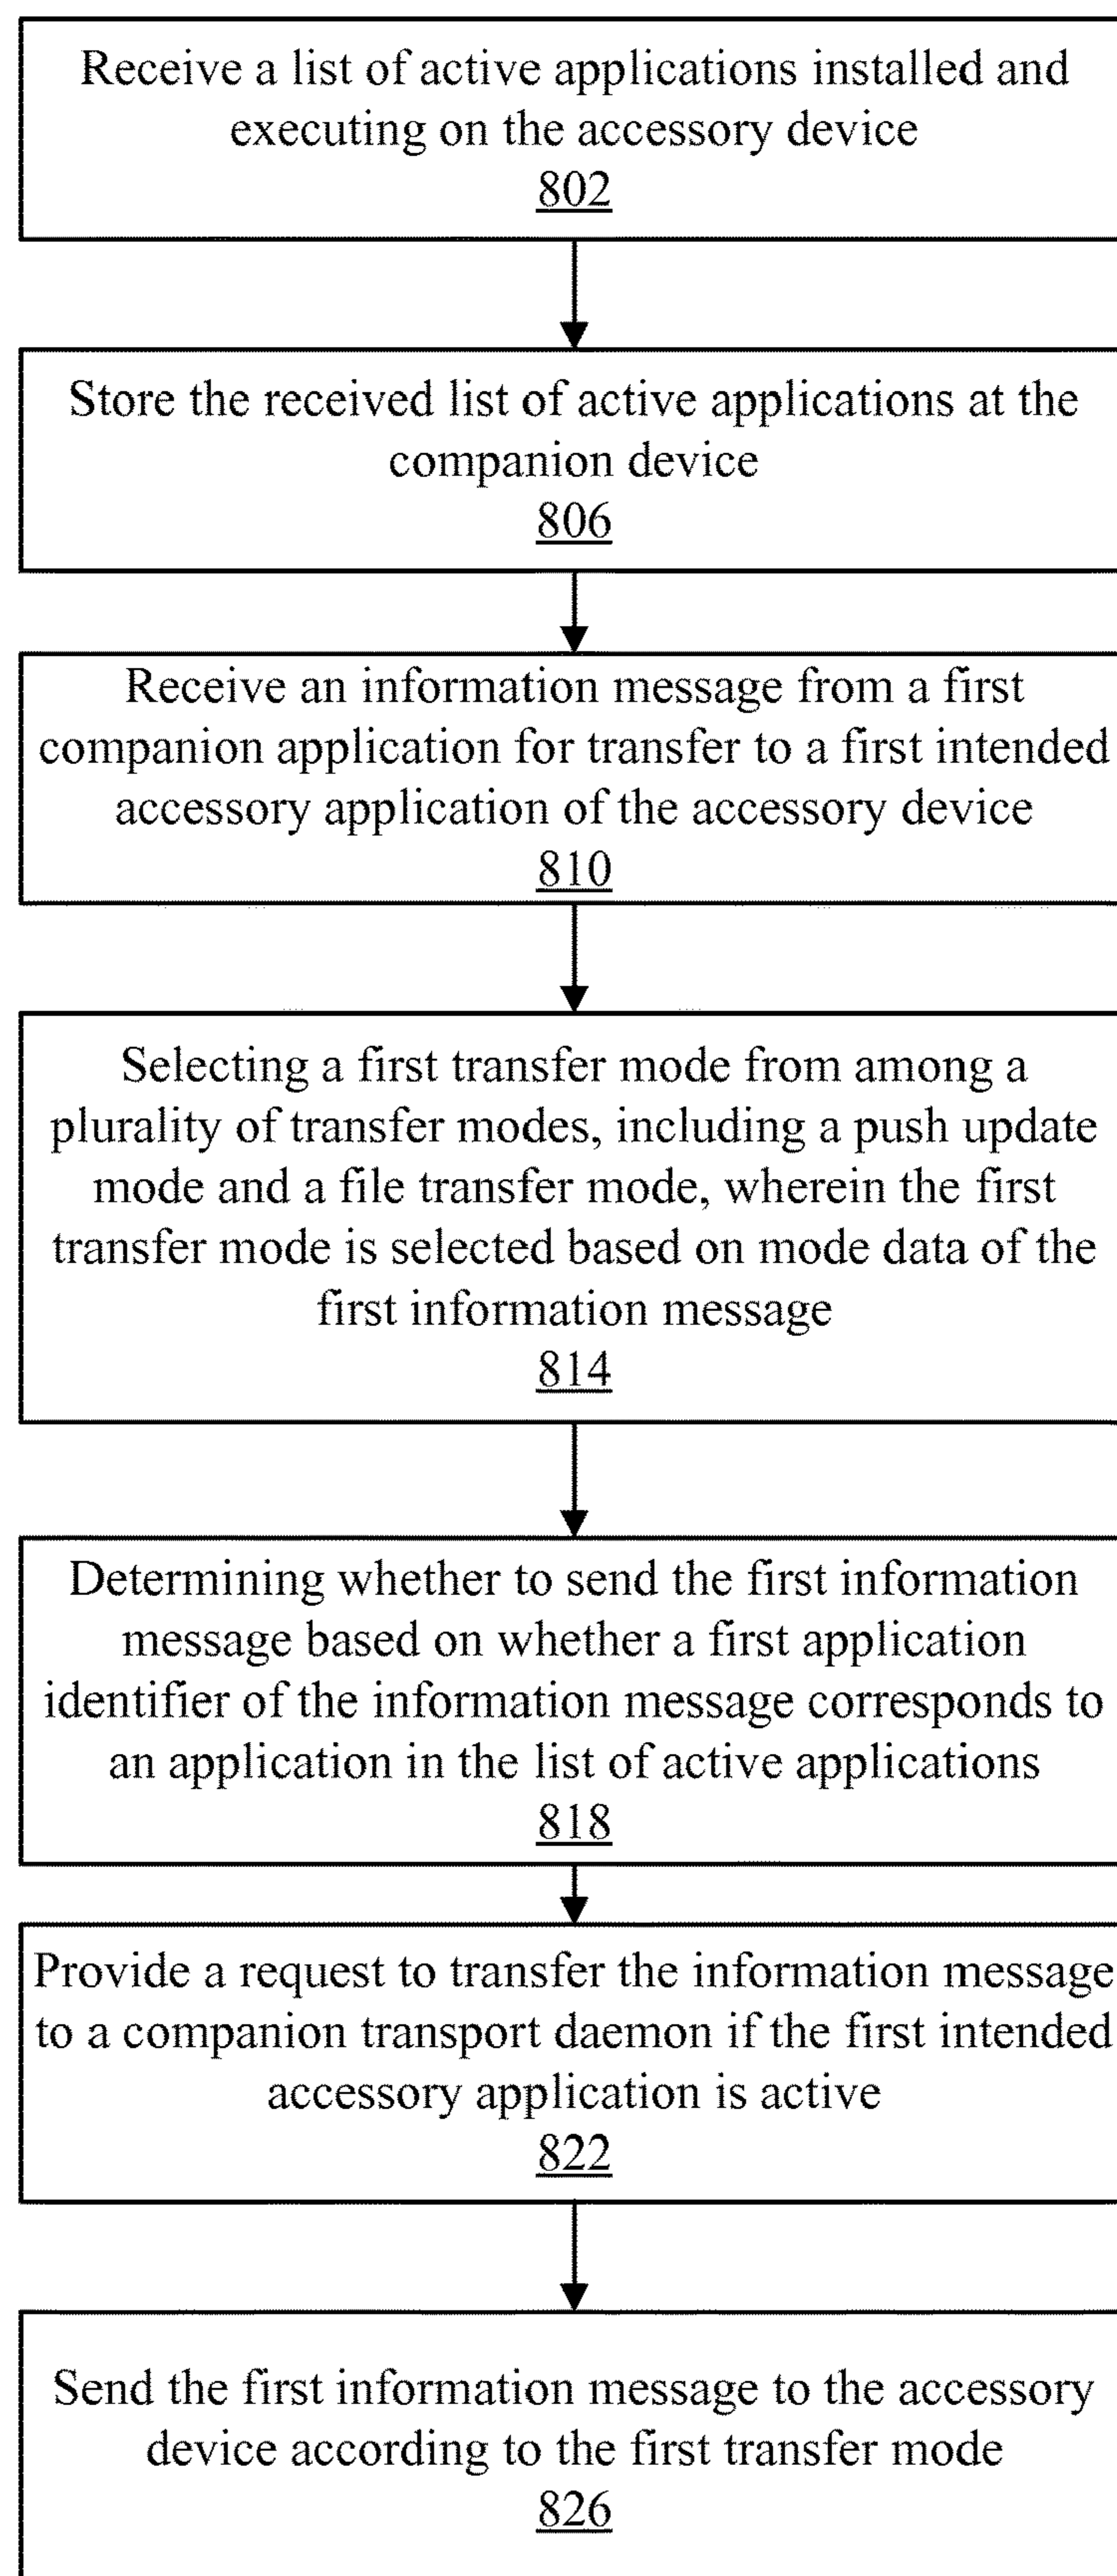 Receive a list of active applications installed and
executing on the accessory device
802
Store the received list of active applications at the
companion device
806
Receive an information message from a first
companion application for transfer to a first intended
accessory application of the accessory device
810
Selecting a first transfer mode from among a
plurality of transfer modes, including a push update
mode and a file transfer mode, wherein the first
transfer mode is selected based on mode data of the
first information message
814
Determining whether to send the first information
message based on whether a first application
identifier of the information message corresponds to
an application in the list of active applications
818
Provide a request to transfer the information message
to a companion transport daemon if the first intended
accessory application is active
822
Send the first information message to the accessory
device according to the first transfer mode
826